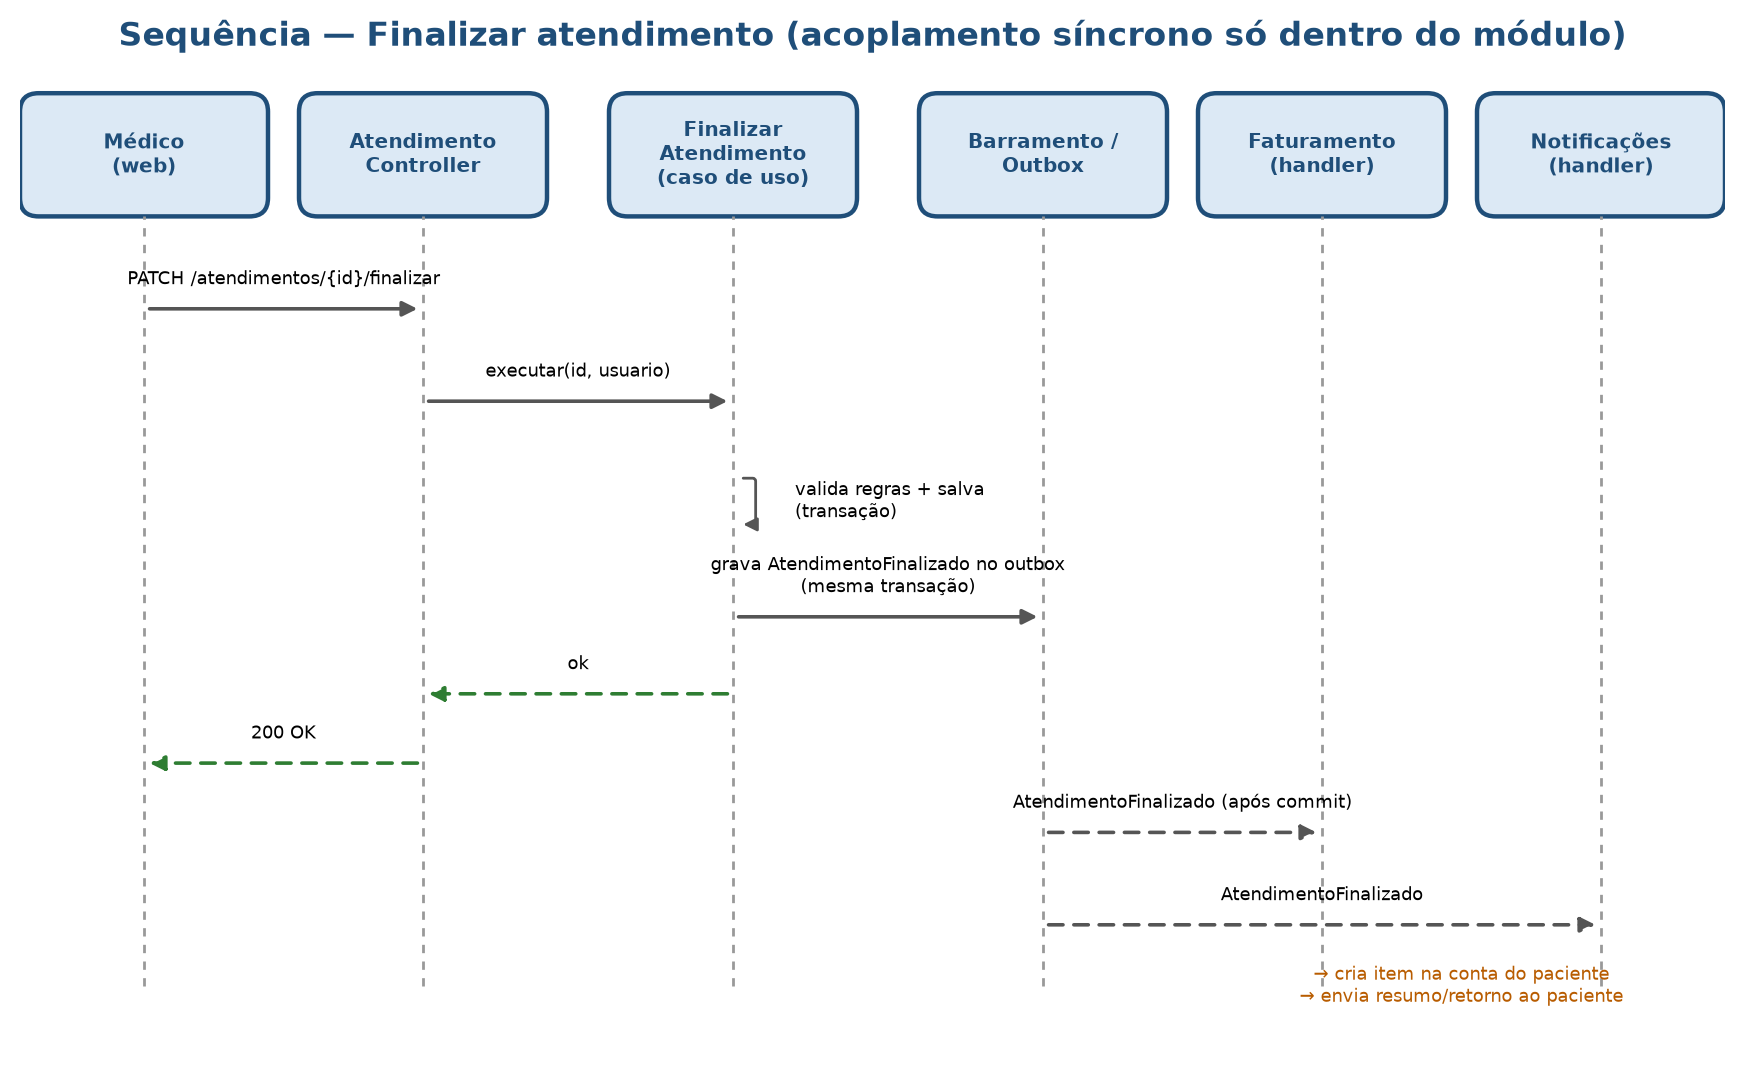 Sequência — Finalizar atendimento (acoplamento síncrono só dentro do módulo)
Médico
(web)
Atendimento
Controller
Finalizar
Atendimento
(caso de uso)
Barramento /
Outbox
Faturamento
(handler)
Notificações
(handler)
PATCH /atendimentos/{id}/finalizar
executar(id, usuario)
valida regras + salva
(transação)
grava AtendimentoFinalizado no outbox
(mesma transação)
ok
200 OK
AtendimentoFinalizado (após commit)
AtendimentoFinalizado
→ cria item na conta do paciente
→ envia resumo/retorno ao paciente